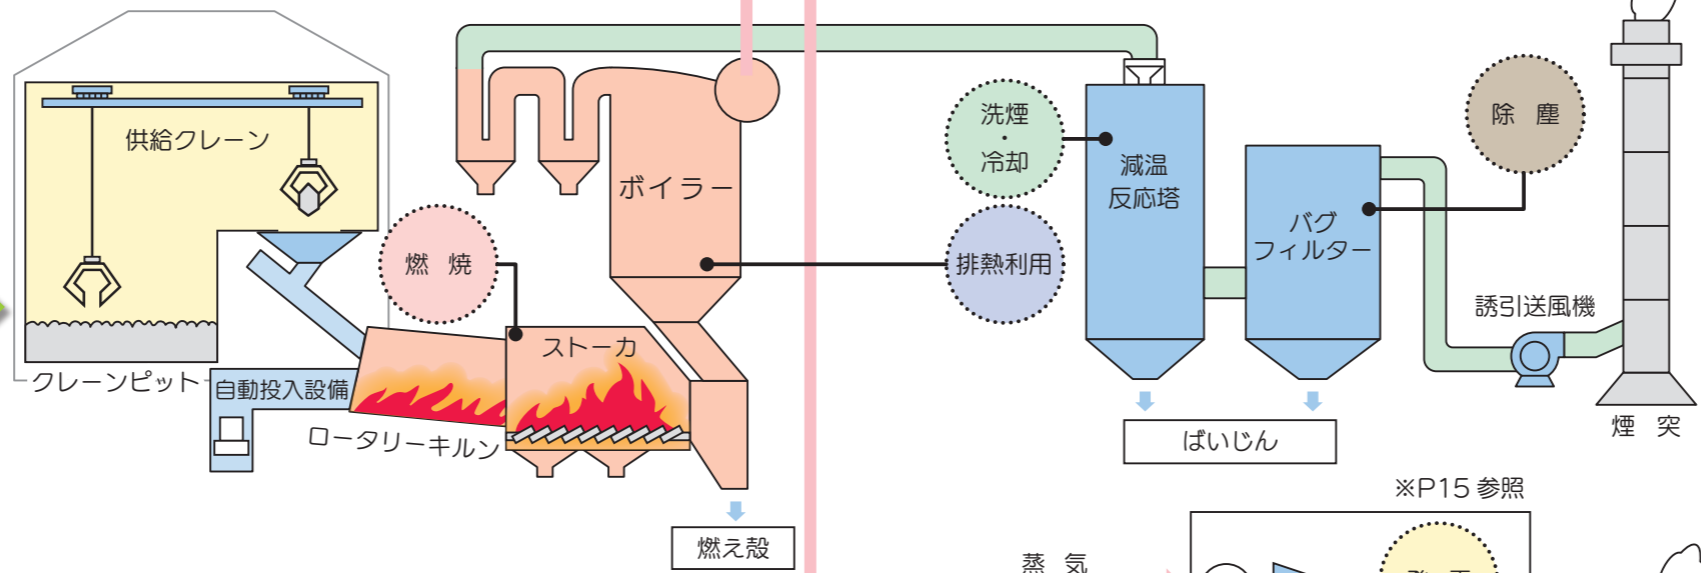 供給クレーン
クレーンピット
自動投入設備
ロータリーキルン
燃 焼
ストーカ
ボイラー
燃え殻
洗煙
・
冷却
排熱利用
減温
反応塔
バグ
フィルター
除 塵
誘引送風機
煙 突
ばいじん
※P15 参照
蒸 気